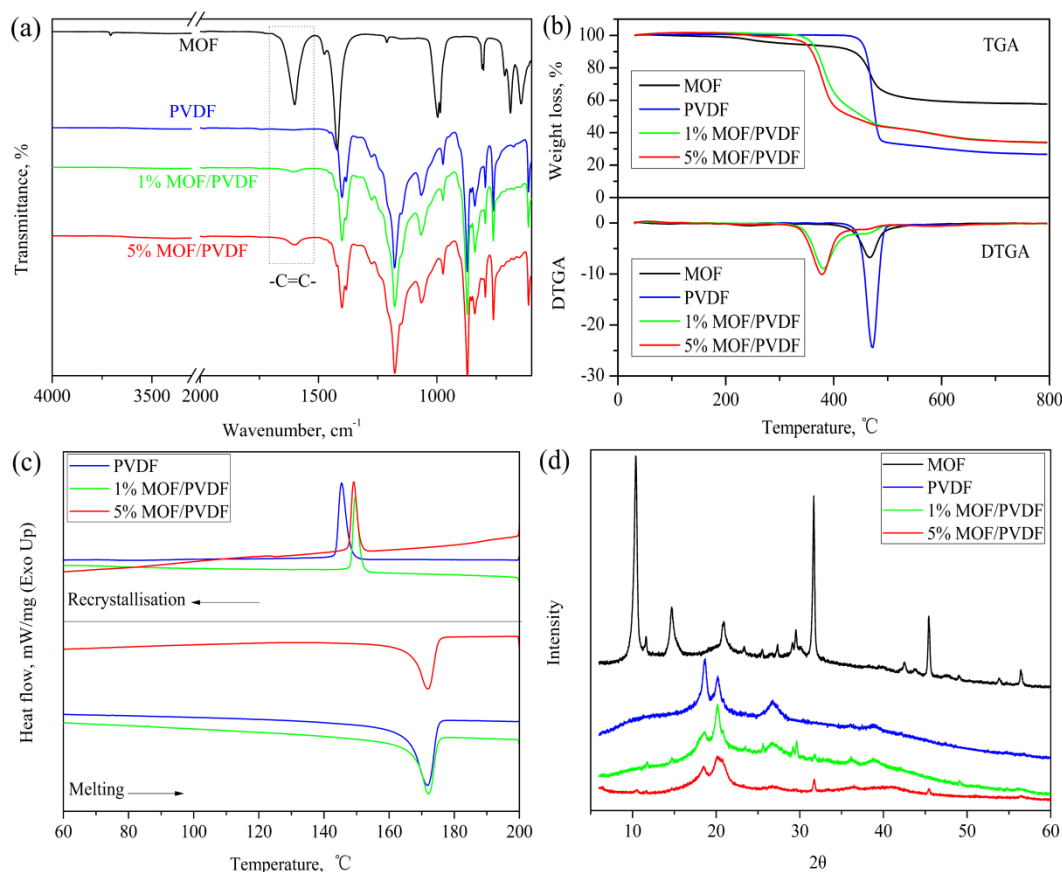 (a)
MOF
PVDF
1% MOF/PVDF
5% MOF/PVDF
-C=C-
Transmittance, %
4000 2000 1500 1000
Wavenumber, cm⁻¹
(b)
TGA
MOF
PVDF
1% MOF/PVDF
5% MOF/PVDF
Weight loss, %
100
80
60
40
20
0
DTGA
MOF
PVDF
1% MOF/PVDF
5% MOF/PVDF
DTGA
0
-10
-20
-30
0 200 400 600 800
Temperature, ℃
(c)
PVDF
1% MOF/PVDF
5% MOF/PVDF
Recrystallisation
Melting
Heat flow, mW/mg (Exo Up)
60 80 100 120 140 160 180 200
Temperature, ℃
(d)
MOF
PVDF
1% MOF/PVDF
5% MOF/PVDF
Intensity
10 20 30 40 50 60
2θ